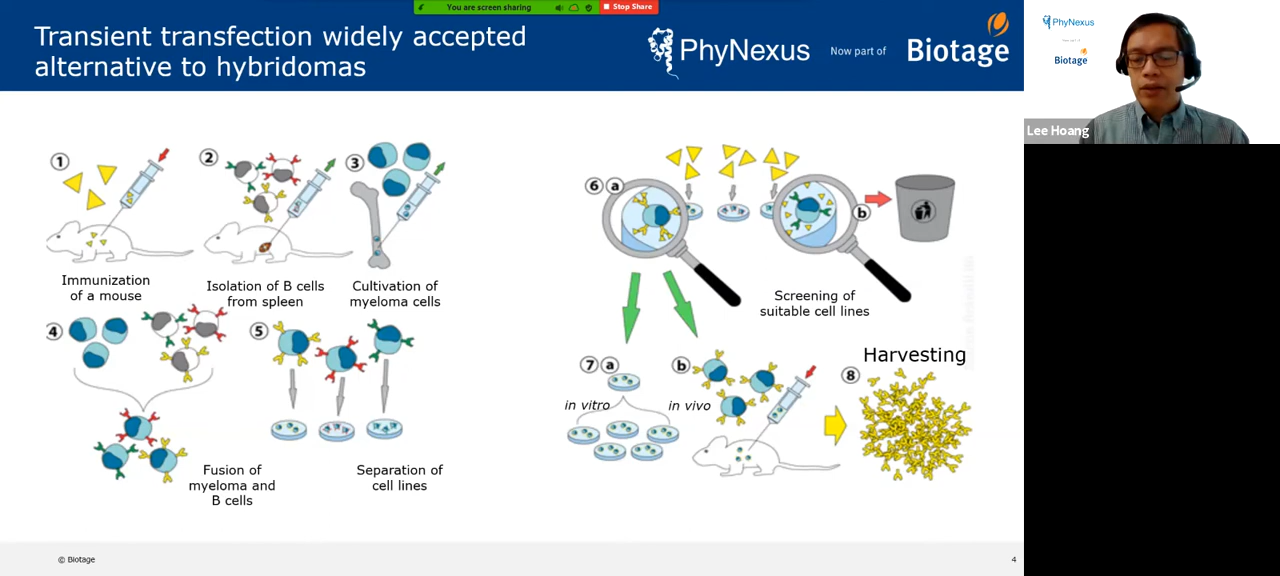 You are screen sharing
Stop Share
Transient transfection widely accepted
alternative to hybridomas
PhyNexus
Now part of
Biotage
PhyNexus
Biotage
Lee Hoang
1
2
3
Immunization
of a mouse
Isolation of B cells
from spleen
Cultivation of
myeloma cells
4
5
Fusion of
myeloma and
B cells
Separation of
cell lines
6 a
b
Screening of
suitable cell lines
7 a
b
in vitro
in vivo
8
Harvesting
© Biotage
4